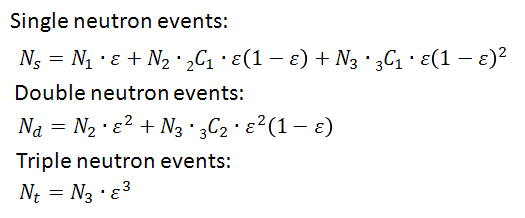 Single neutron events:
Nₛ = N₁ · ε + N₂ · ₂C₁ · ε(1 − ε) + N₃ · ₃C₁ · ε(1 − ε)²
Double neutron events:
N_d = N₂ · ε² + N₃ · ₃C₂ · ε²(1 − ε)
Triple neutron events:
Nₜ = N₃ · ε³